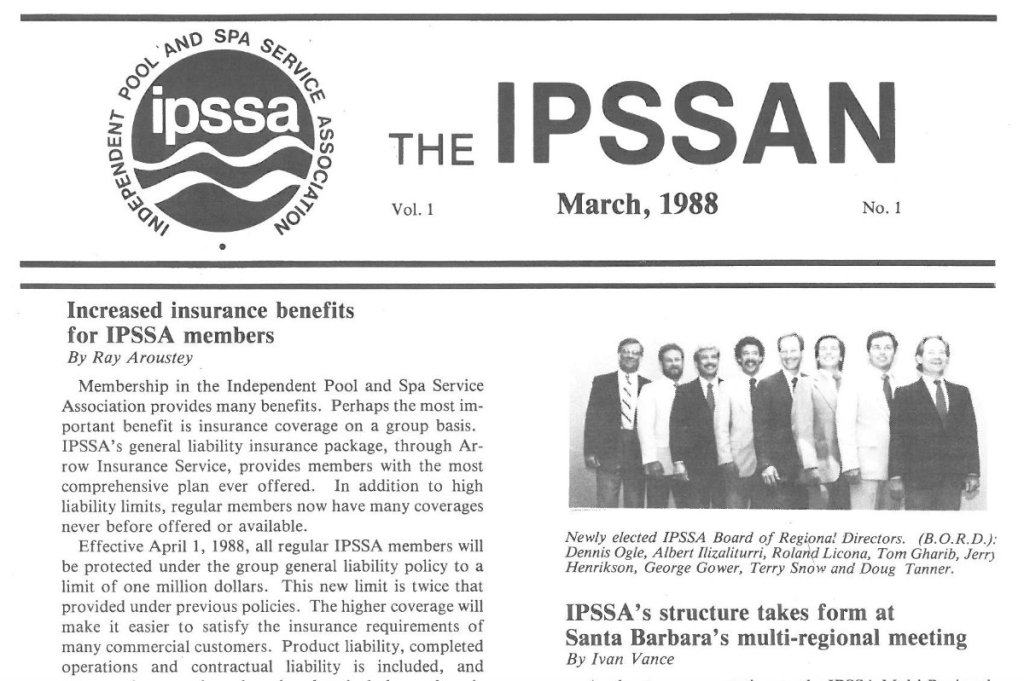 INDEPENDENT POOL AND SPA SERVICE ASSOCIATION
ipssa
THE IPSSAN
Vol. 1 March, 1988 No. 1
Increased insurance benefits
for IPSSA members
By Ray Aroustey
Membership in the Independent Pool and Spa Service
Association provides many benefits. Perhaps the most im-
portant benefit is insurance coverage on a group basis.
IPSSA's general liability insurance package, through Ar-
row Insurance Service, provides members with the most
comprehensive plan ever offered. In addition to high
liability limits, regular members now have many coverages
never before offered or available.
Effective April 1, 1988, all regular IPSSA members will
be protected under the group general liability policy to a
limit of one million dollars. This new limit is twice that
provided under previous policies. The higher coverage will
make it easier to satisfy the insurance requirements of
many commercial customers. Product liability, completed
operations and contractual liability is included, and
Newly elected IPSSA Board of Regional Directors. (B.O.R.D.):
Dennis Ogle, Albert Ilizaliturri, Roland Licona, Tom Gharib, Jerry
Henrikson, George Gower, Terry Snow and Doug Tanner.
IPSSA's structure takes form at
Santa Barbara's multi-regional meeting
By Ivan Vance